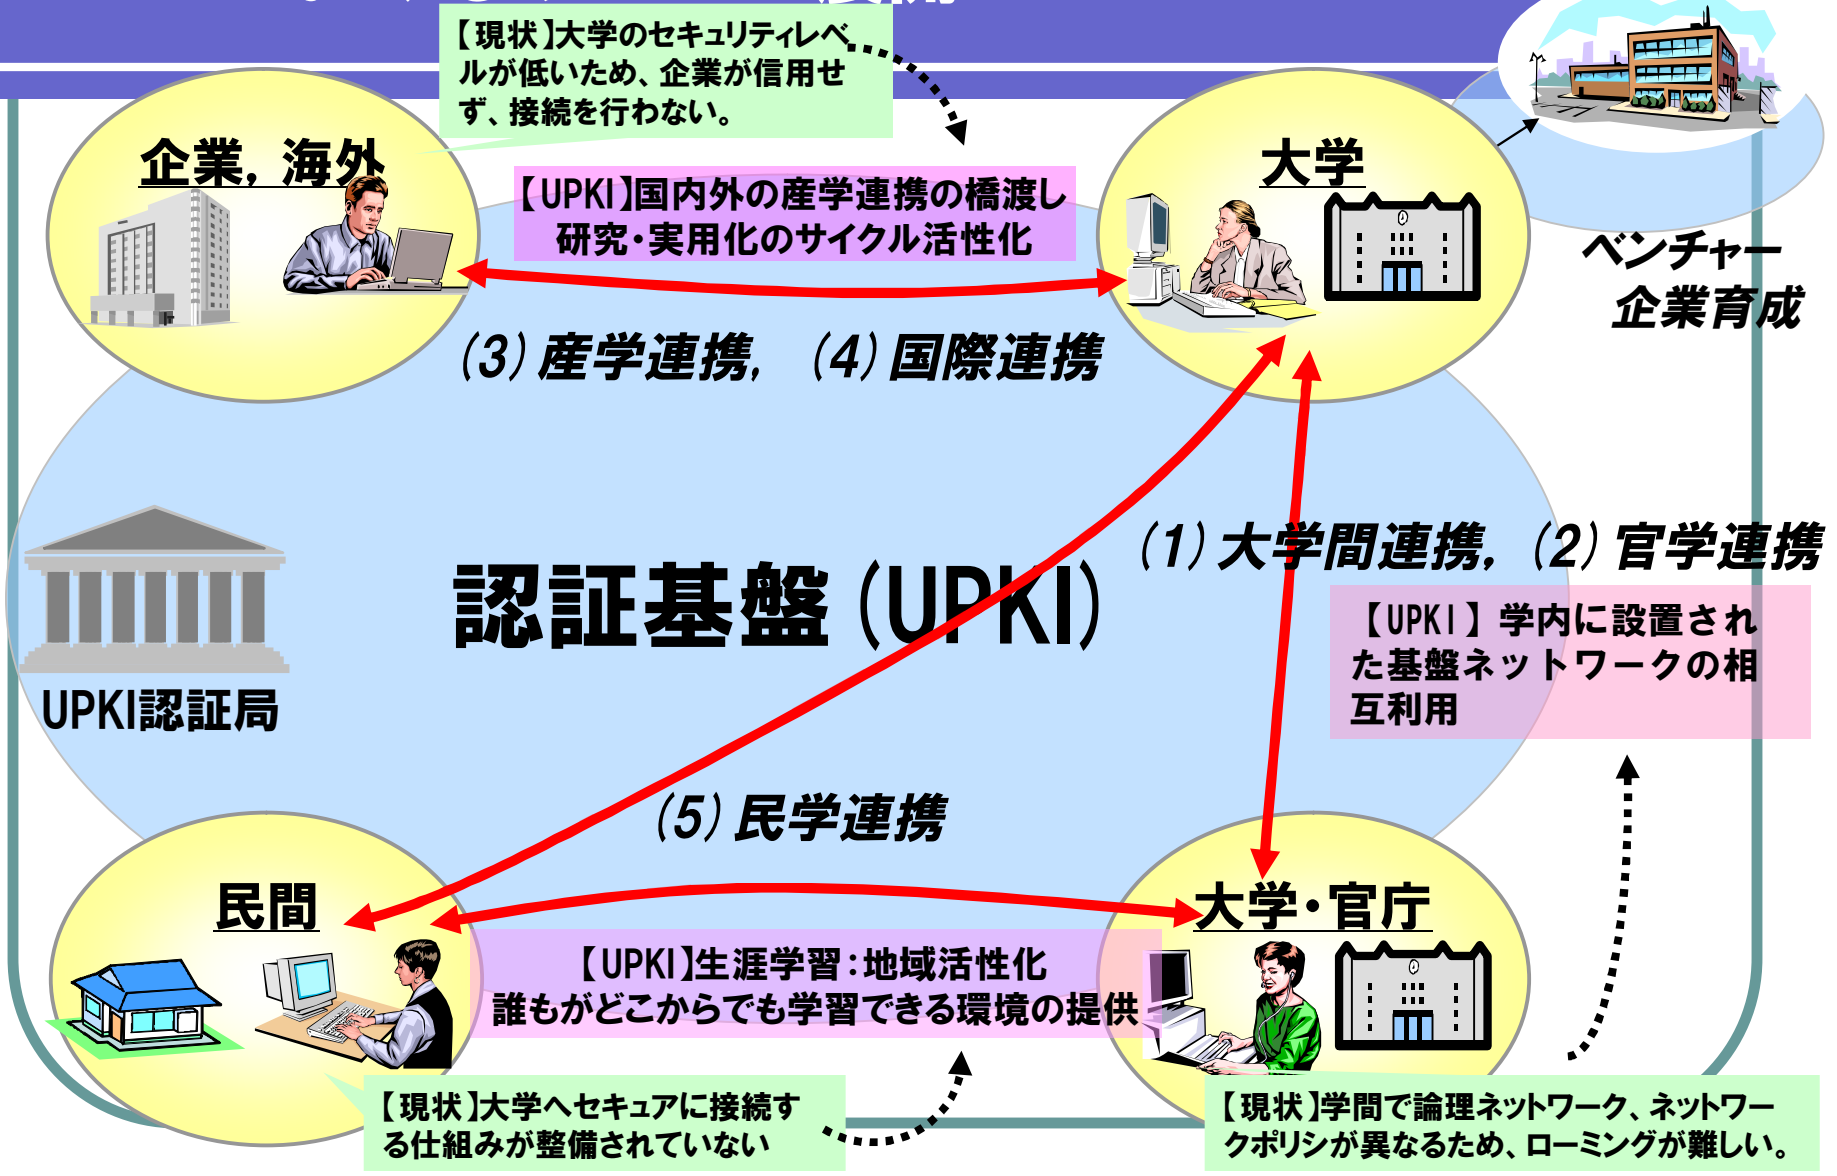 【現状】大学のセキュリティレベ
ルが低いため、企業が信用せ
ず、接続を行わない。
企業, 海外
【UPKI】国内外の産学連携の橋渡し
研究・実用化のサイクル活性化
大学
ベンチャー
企業育成
(3)産学連携, (4)国際連携
(1)大学間連携, (2)官学連携
認証基盤(UPKI)
【UPKI】学内に設置され
た基盤ネットワークの相
互利用
UPKI認証局
(5)民学連携
民間
大学・官庁
【UPKI】生涯学習:地域活性化
誰もがどこからでも学習できる環境の提供
【現状】大学へセキュアに接続す
る仕組みが整備されていない
【現状】学間で論理ネットワーク、ネットワー
クポリシが異なるため、ローミングが難しい。